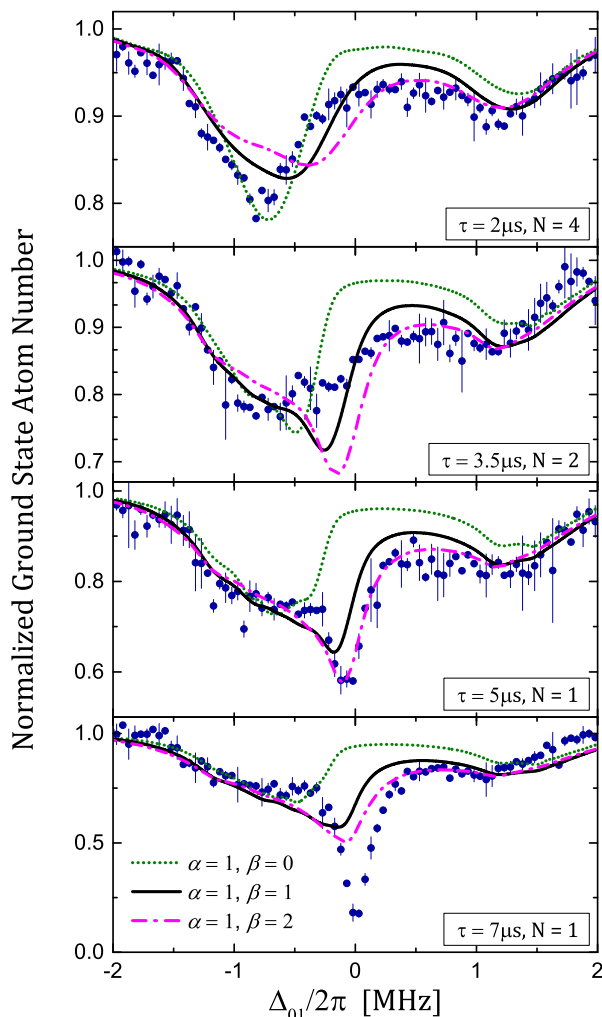 Normalized Ground State Atom Number
1.0
0.9
0.8
τ = 2μs, N = 4
1.0
0.9
0.8
0.7
τ = 3.5μs, N = 2
1.0
0.8
0.6
τ = 5μs, N = 1
1.0
0.5
0.0
α = 1, β = 0
α = 1, β = 1
α = 1, β = 2
τ = 7μs, N = 1
-2 -1 0 1 2
Δ₀₁/2π [MHz]